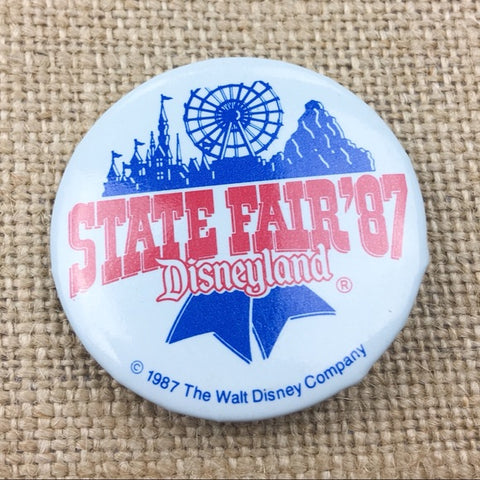 STATE FAIR '87
Disneyland ®
© 1987 The Walt Disney Company